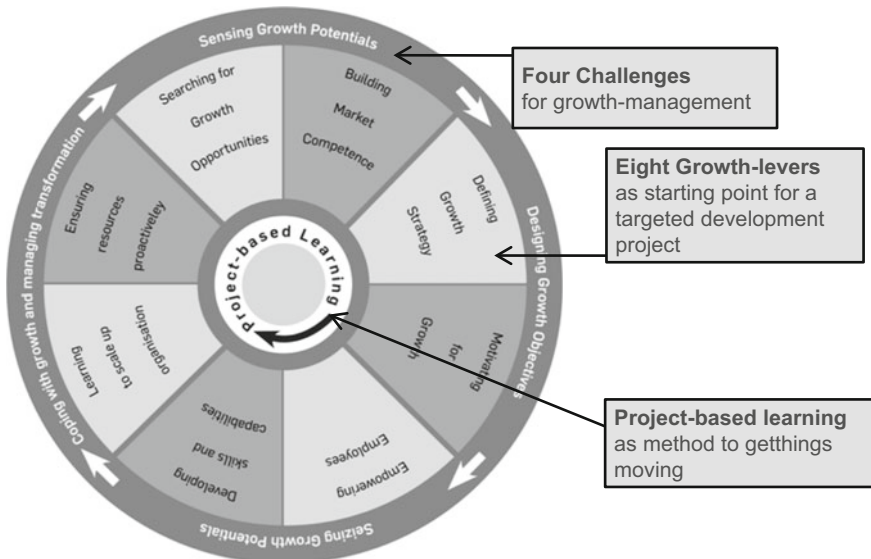 Sensing Growth Potentials
Searching for
Growth
Opportunities
Building
Market
Competence
Defining
Growth
Strategy
Designing Growth Objectives
Motivating
for
Growth
Empowering
Employees
Seizing Growth Potentials
Developing
skills and
capabilities
Learning
to scale up
organisation
Coping with growth and managing transformation
Ensuring
resources
proactiveley
Project-based Learning
Four Challenges
for growth-management
Eight Growth-levers
as starting point for a
targeted development
project
Project-based learning
as method to getthings
moving